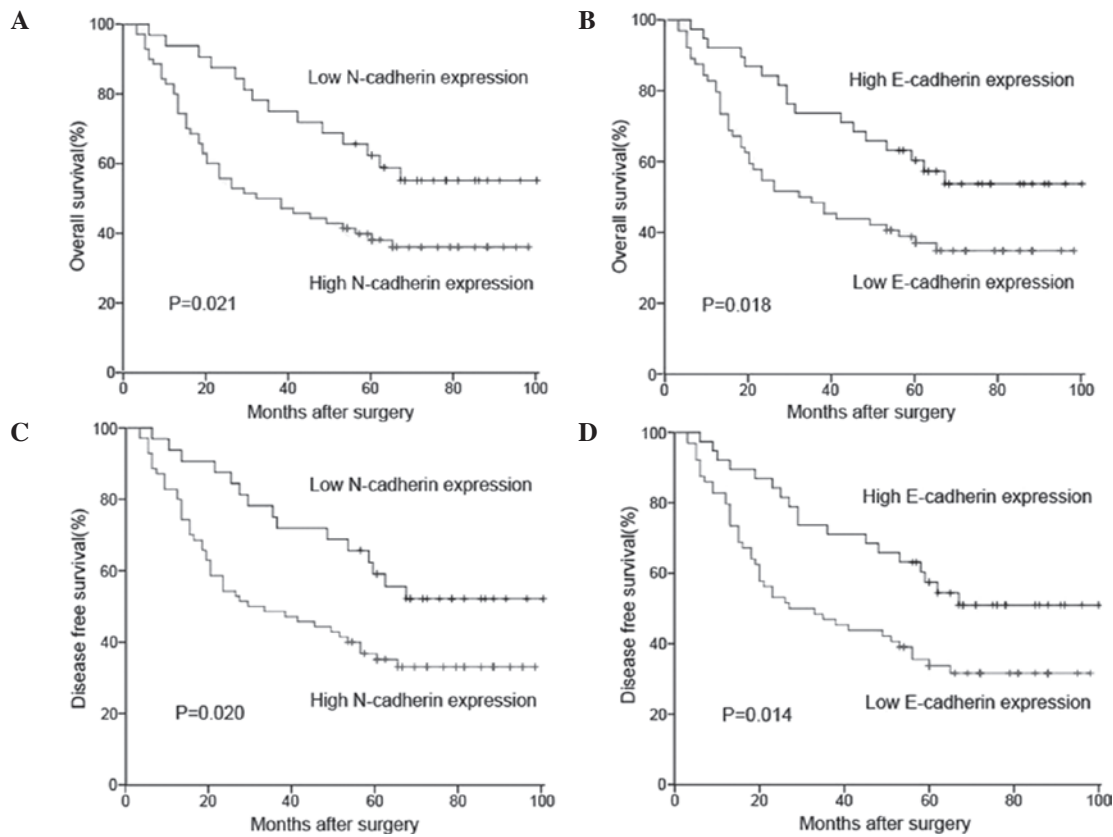 A
Overall survival(%)
100
80
60
40
20
0
Low N-cadherin expression
High N-cadherin expression
P=0.021
0 20 40 60 80 100
Months after surgery
B
Overall survival(%)
100
80
60
40
20
0
High E-cadherin expression
Low E-cadherin expression
P=0.018
0 20 40 60 80 100
Months after surgery
C
Disease free survival(%)
100
80
60
40
20
0
Low N-cadherin expression
High N-cadherin expression
P=0.020
0 20 40 60 80 100
Months after surgery
D
Disease free survival(%)
100
80
60
40
20
0
High E-cadherin expression
Low E-cadherin expression
P=0.014
0 20 40 60 80 100
Months after surgery